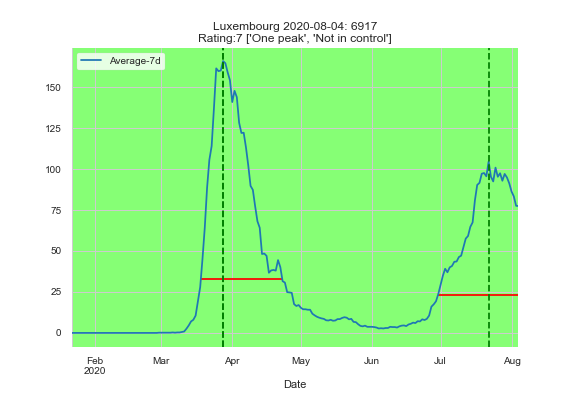 Luxembourg 2020-08-04: 6917
Rating:7 ['One peak', 'Not in control']
Average-7d
150
125
100
75
50
25
0
Feb
2020
Mar
Apr
May
Jun
Jul
Aug
Date